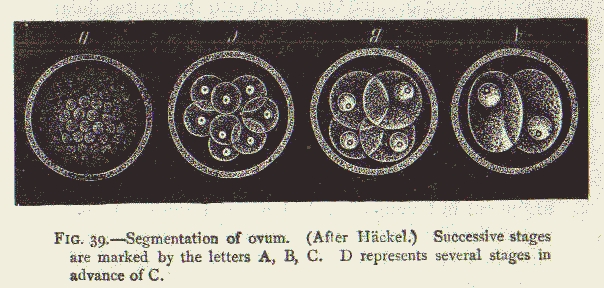 D C B A
FIG. 39.—Segmentation of ovum. (After Häckel.) Successive stages
are marked by the letters A, B, C. D represents several stages in
advance of C.